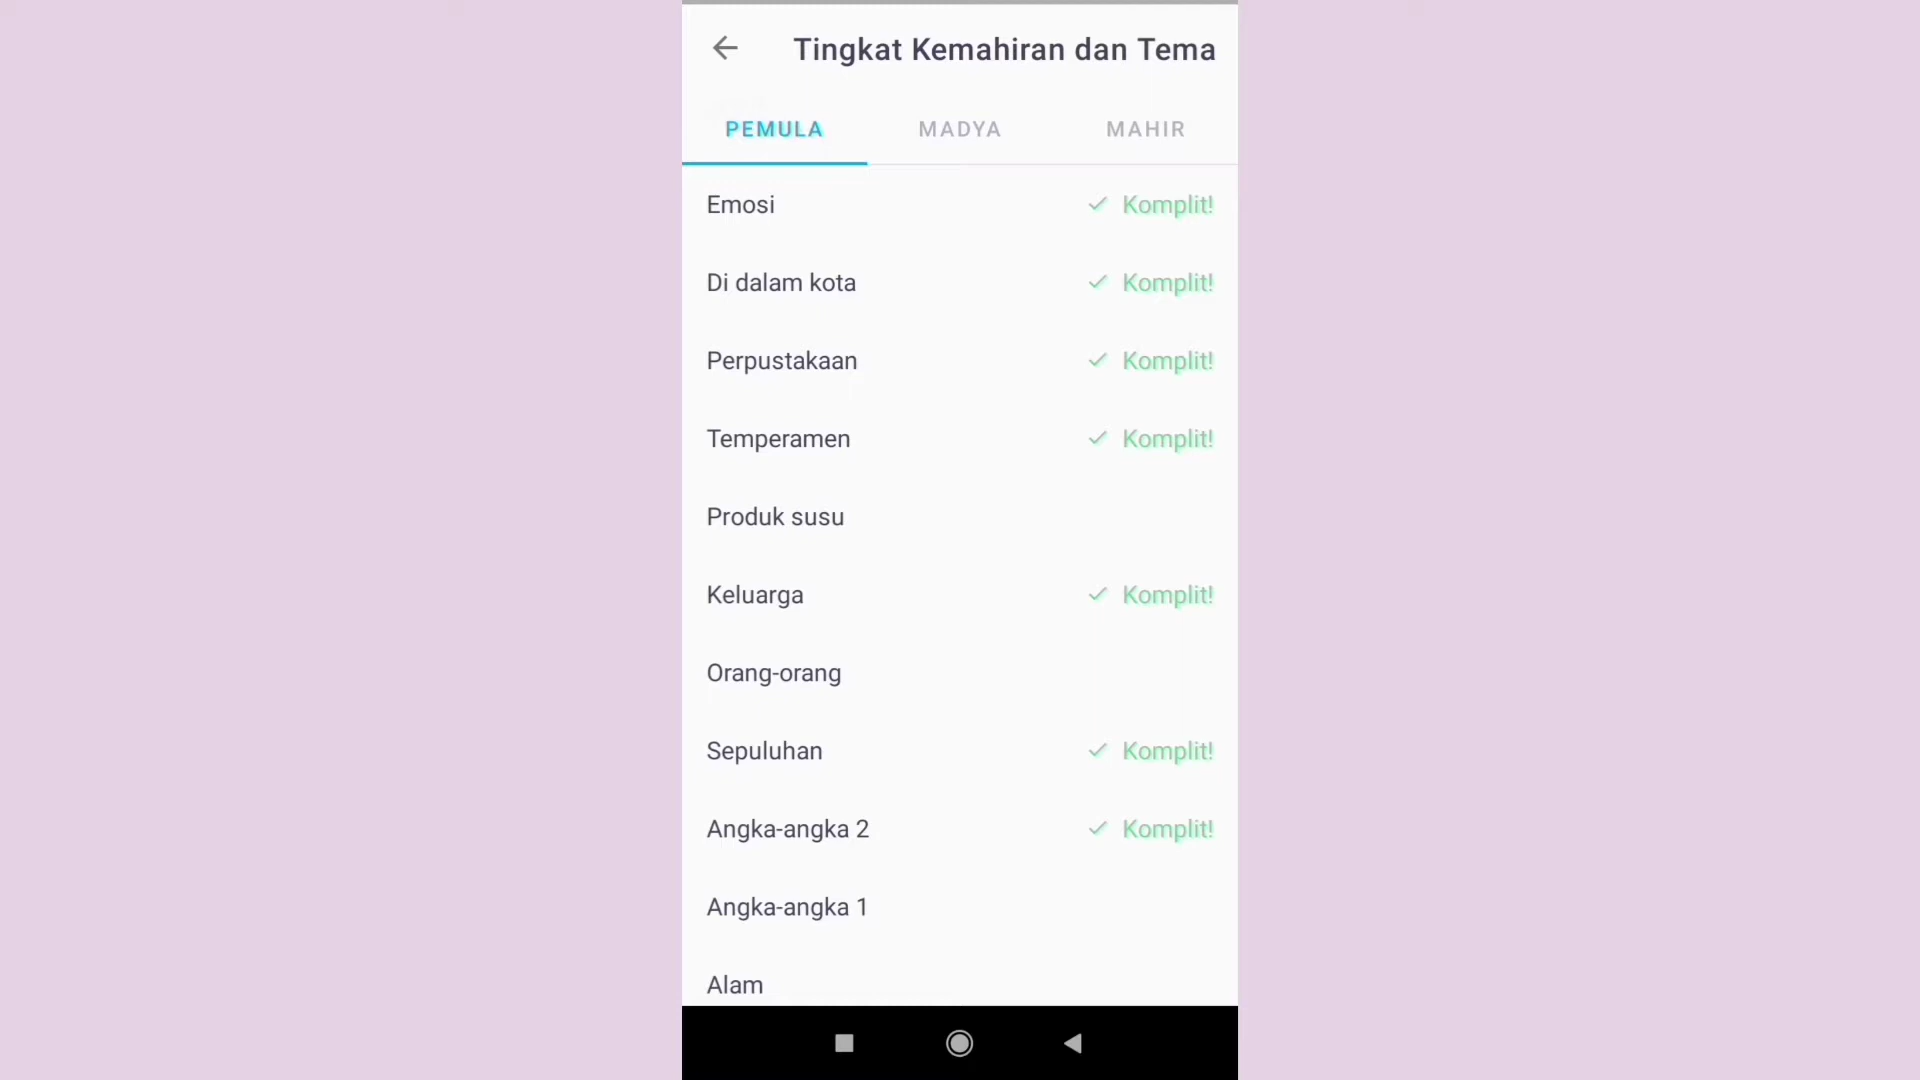 Tingkat Kemahiran dan Tema
PEMULA MADYA MAHIR
Emosi Komplit!
Di dalam kota Komplit!
Perpustakaan Komplit!
Temperamen Komplit!
Produk susu
Keluarga Komplit!
Orang-orang
Sepuluhan Komplit!
Angka-angka 2 Komplit!
Angka-angka 1
Alam